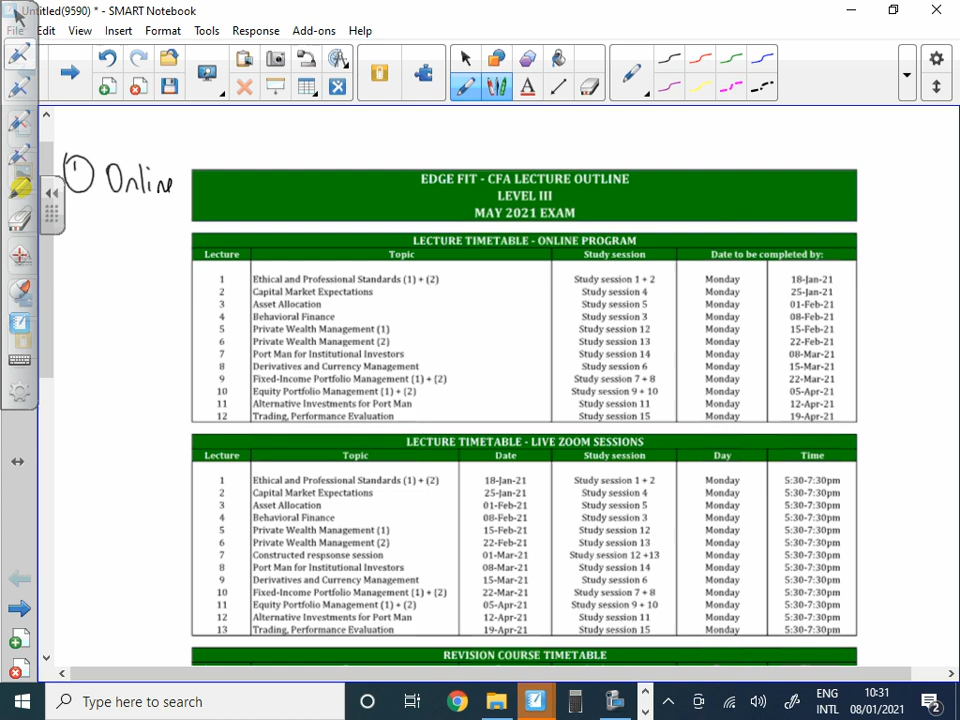 Untitled(9590) * - SMART Notebook
File Edit View Insert Format Tools Response Add-ons Help
① Online
EDGE FIT - CFA LECTURE OUTLINE
LEVEL III
MAY 2021 EXAM
LECTURE TIMETABLE - ONLINE PROGRAM
Lecture Topic Study session Date to be completed by:
1 Ethical and Professional Standards (1) + (2) Study session 1 + 2 Monday 18-Jan-21
2 Capital Market Expectations Study session 4 Monday 25-Jan-21
3 Asset Allocation Study session 5 Monday 01-Feb-21
4 Behavioral Finance Study session 3 Monday 08-Feb-21
5 Private Wealth Management (1) Study session 12 Monday 15-Feb-21
6 Private Wealth Management (2) Study session 13 Monday 22-Feb-21
7 Port Man for Institutional Investors Study session 14 Monday 08-Mar-21
8 Derivatives and Currency Management Study session 6 Monday 15-Mar-21
9 Fixed-Income Portfolio Management (1) + (2) Study session 7 + 8 Monday 22-Mar-21
10 Equity Portfolio Management (1) + (2) Study session 9 + 10 Monday 05-Apr-21
11 Alternative Investments for Port Man Study session 11 Monday 12-Apr-21
12 Trading, Performance Evaluation Study session 15 Monday 19-Apr-21
LECTURE TIMETABLE - LIVE ZOOM SESSIONS
Lecture Topic Date Study session Day Time
1 Ethical and Professional Standards (1) + (2) 18-Jan-21 Study session 1 + 2 Monday 5:30-7:30pm
2 Capital Market Expectations 25-Jan-21 Study session 4 Monday 5:30-7:30pm
3 Asset Allocation 01-Feb-21 Study session 5 Monday 5:30-7:30pm
4 Behavioral Finance 08-Feb-21 Study session 3 Monday 5:30-7:30pm
5 Private Wealth Management (1) 15-Feb-21 Study session 12 Monday 5:30-7:30pm
6 Private Wealth Management (2) 22-Feb-21 Study session 13 Monday 5:30-7:30pm
7 Constructed respsonse session 01-Mar-21 Study session 12 +13 Monday 5:30-7:30pm
8 Port Man for Institutional Investors 08-Mar-21 Study session 14 Monday 5:30-7:30pm
9 Derivatives and Currency Management 15-Mar-21 Study session 6 Monday 5:30-7:30pm
10 Fixed-Income Portfolio Management (1) + (2) 22-Mar-21 Study session 7 + 8 Monday 5:30-7:30pm
11 Equity Portfolio Management (1) + (2) 05-Apr-21 Study session 9 + 10 Monday 5:30-7:30pm
12 Alternative Investments for Port Man 12-Apr-21 Study session 11 Monday 5:30-7:30pm
13 Trading, Performance Evaluation 19-Apr-21 Study session 15 Monday 5:30-7:30pm
REVISION COURSE TIMETABLE
Type here to search
ENG 10:31
INTL 08/01/2021 2